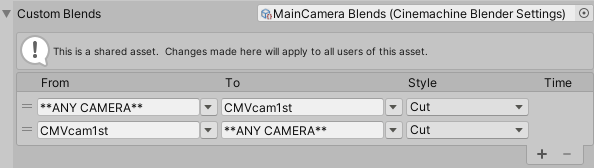 Custom Blends MainCamera Blends (Cinemachine Blender Settings)
This is a shared asset. Changes made here will apply to all users of this asset.
From To Style Time
**ANY CAMERA** CMVcam1st Cut
CMVcam1st **ANY CAMERA** Cut